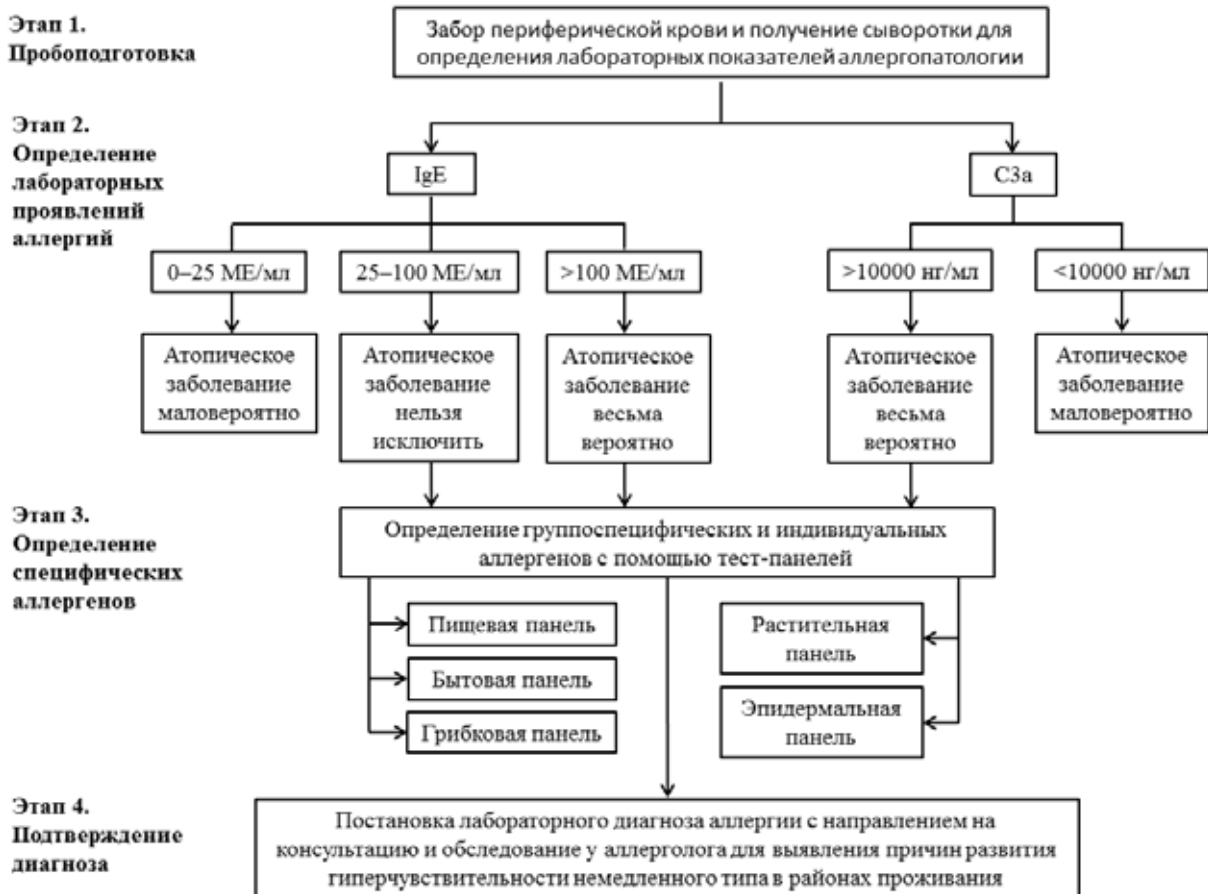 Этап 1.
Пробоподготовка
Забор периферической крови и получение сыворотки для
определения лабораторных показателей аллергопатологии
Этап 2.
Определение
лабораторных
проявлений
аллергий
IgE
C3a
0–25 МЕ/мл
25–100 МЕ/мл
>100 МЕ/мл
>10000 нг/мл
<10000 нг/мл
Атопическое
заболевание
маловероятно
Атопическое
заболевание
нельзя
исключить
Атопическое
заболевание
весьма
вероятно
Атопическое
заболевание
весьма
вероятно
Атопическое
заболевание
маловероятно
Этап 3.
Определение
специфических
аллергенов
Определение группоспецифических и индивидуальных
аллергенов с помощью тест-панелей
Пищевая панель
Бытовая панель
Грибковая панель
Растительная
панель
Эпидермальная
панель
Этап 4.
Подтверждение
диагноза
Постановка лабораторного диагноза аллергии с направлением на
консультацию и обследование у аллерголога для выявления причин развития
гиперчувствительности немедленного типа в районах проживания